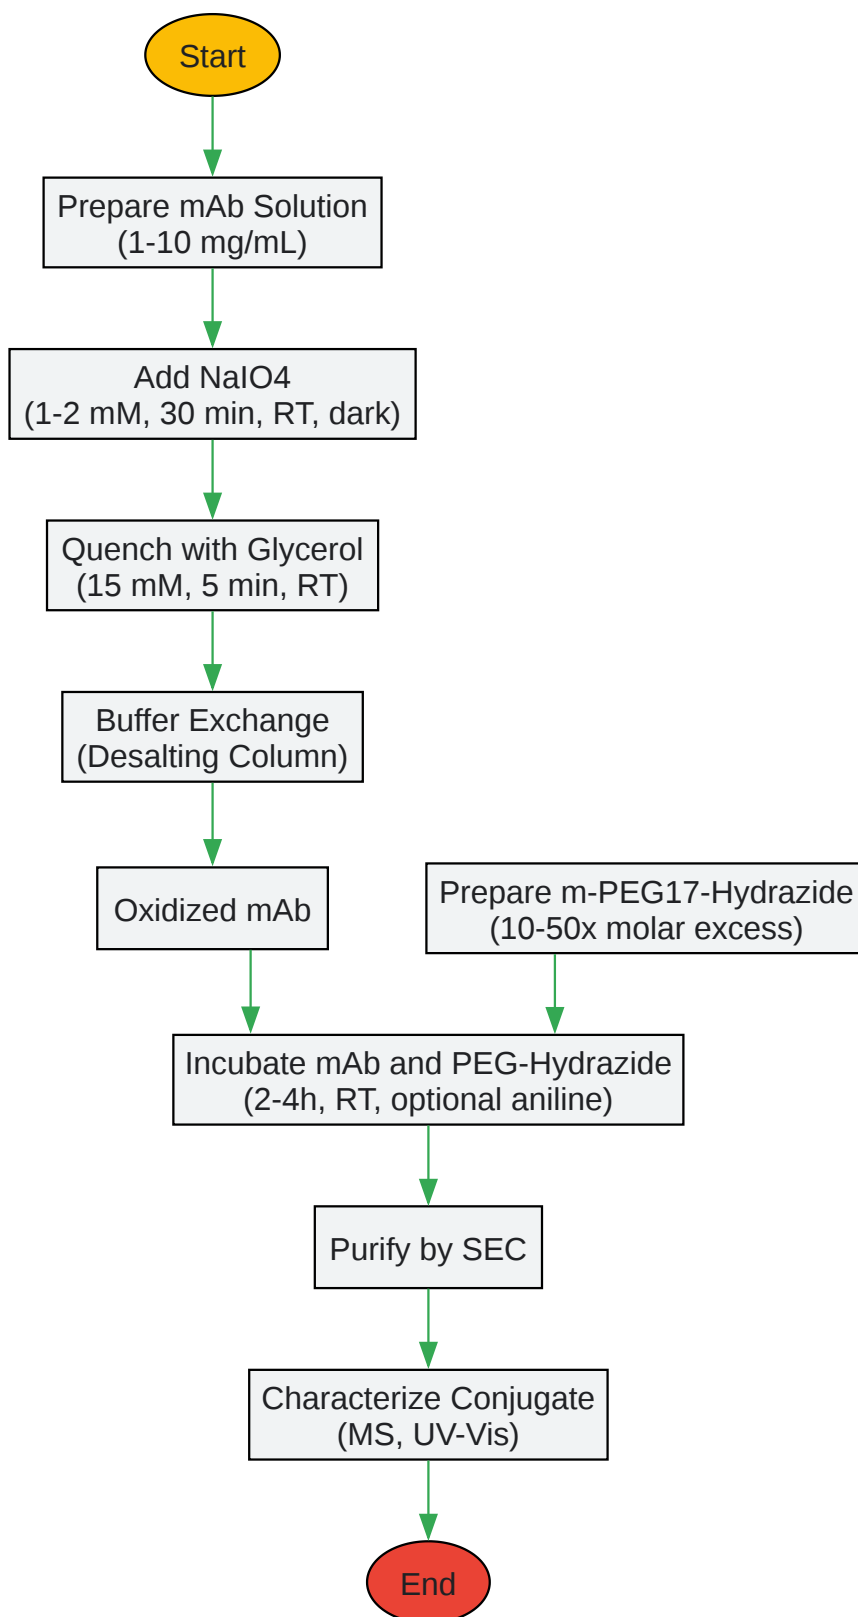 Start
Prepare mAb Solution
(1-10 mg/mL)
Add NaIO4
(1-2 mM, 30 min, RT, dark)
Quench with Glycerol
(15 mM, 5 min, RT)
Buffer Exchange
(Desalting Column)
Oxidized mAb
Prepare m-PEG17-Hydrazide
(10-50x molar excess)
Incubate mAb and PEG-Hydrazide
(2-4h, RT, optional aniline)
Purify by SEC
Characterize Conjugate
(MS, UV-Vis)
End